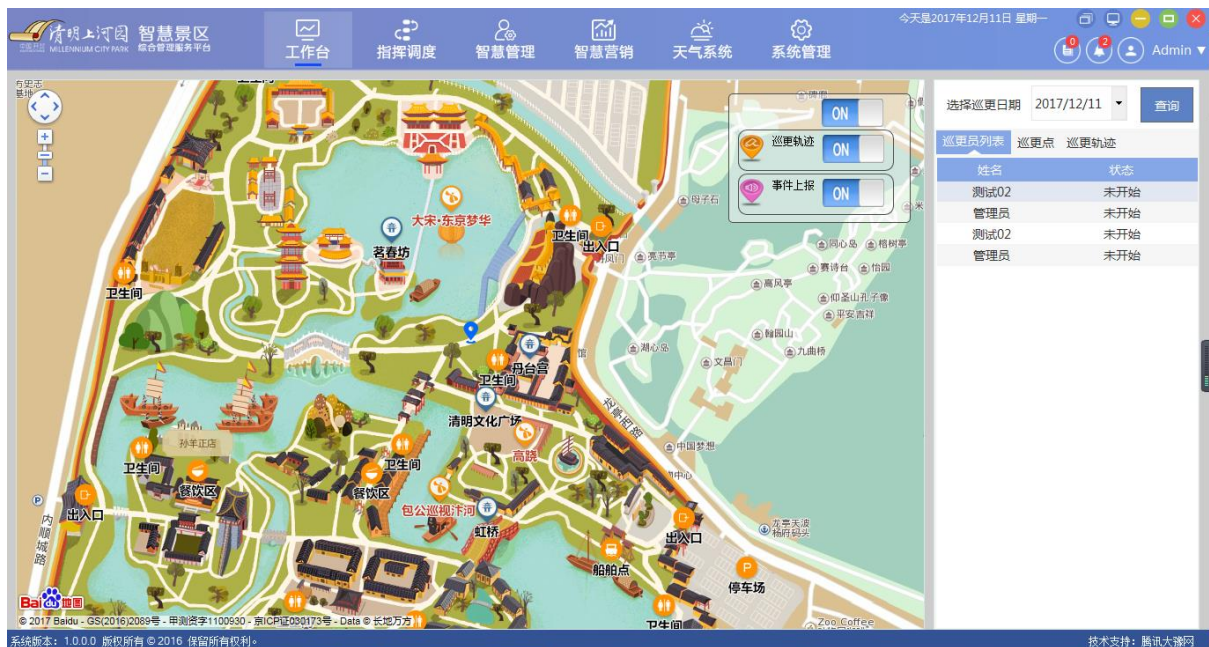 清明上河园
MILLENNIUM CITY PARK
智慧景区
综合管理服务平台
工作台
指挥调度
智慧管理
智慧营销
天气系统
系统管理
今天是2017年12月11日 星期一
0
2
Admin
ON
巡更轨迹
ON
事件上报
ON
选择巡更日期
2017/12/11
查询
巡更员列表
巡更点
巡更轨迹
姓名 状态
测试02 未开始
管理员 未开始
测试02 未开始
管理员 未开始
大宋·东京梦华
茗春坊
卫生间
出入口
卫生间
丹台宫
卫生间
清明文化广场
高跷
孙羊正店
卫生间
餐饮区
卫生间
餐饮区
包公巡视汴河
虹桥
出入口
出入口
船舶点
停车场
P
卫生间
内顺城路
P
龙亭西路
母子石
同心岛
榕树亭
亮节亭
赛诗台
怡园
高风亭
仰圣山孔子像
平安吉祥
翰园山
九曲桥
湖心岛
文昌门
中国梦想
龙亭天波
杨府码头
Zoo Coffee
Bai du 地图
© 2017 Baidu - GS(2016)2089号 - 甲测资字1100930 - 京ICP证030173号 - Data © 长地万方
系统版本：1.0.0.0 版权所有 © 2016 保留所有权利。
技术支持：腾讯大豫网